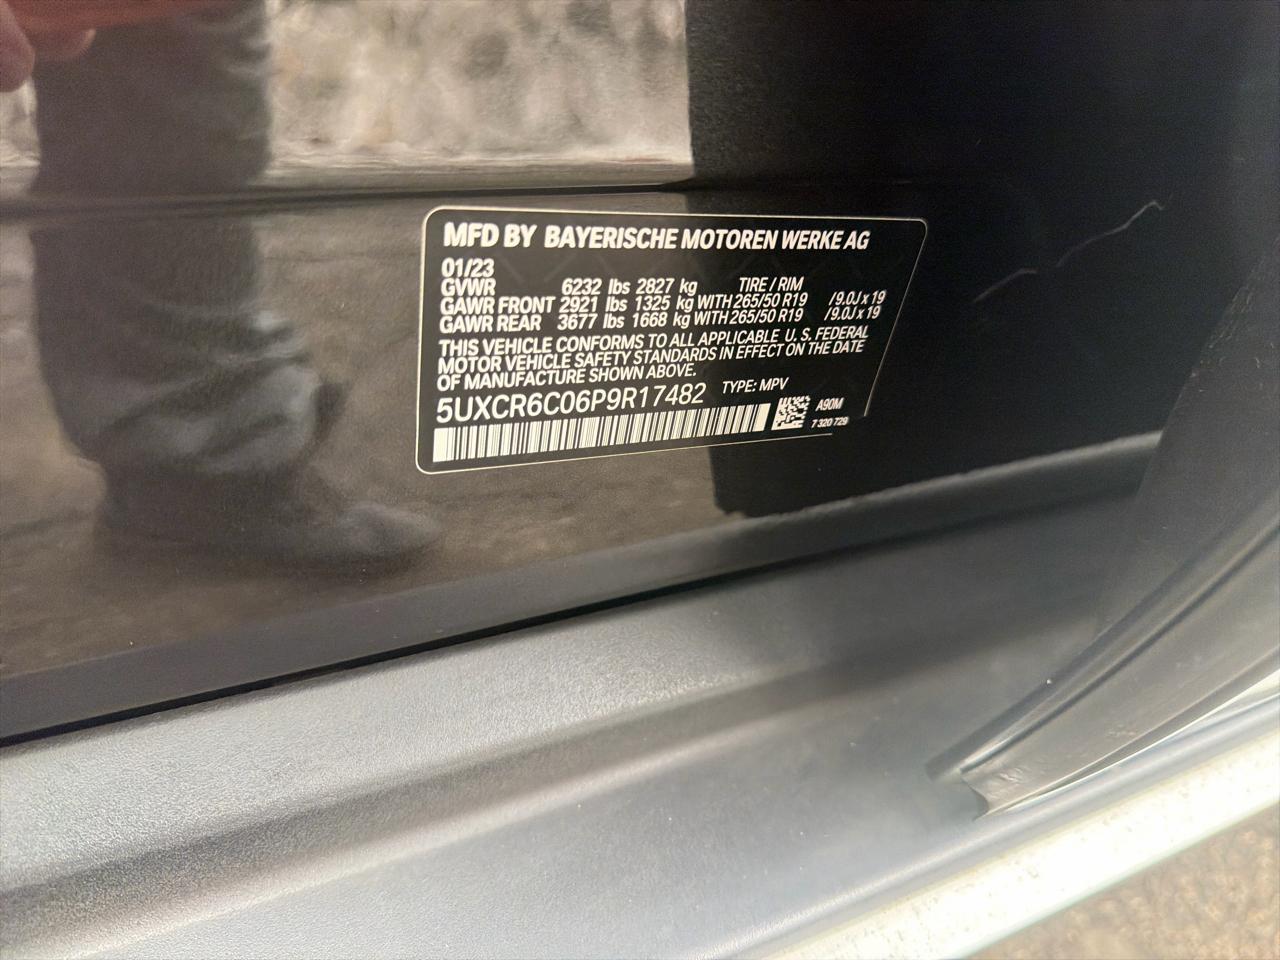 MFD BY BAYERISCHE MOTOREN WERKE AG
01/23
GVWR 6232 lbs 2827 kg TIRE / RIM
GAWR FRONT 2921 lbs 1325 kg WITH 265/50 R19 /9.0J x 19
GAWR REAR 3677 lbs 1668 kg WITH 265/50 R19 /9.0J x 19
THIS VEHICLE CONFORMS TO ALL APPLICABLE U. S. FEDERAL
MOTOR VEHICLE SAFETY STANDARDS IN EFFECT ON THE DATE
OF MANUFACTURE SHOWN ABOVE.
5UXCR6C06P9R17482 TYPE: MPV
A90M
7 320 729